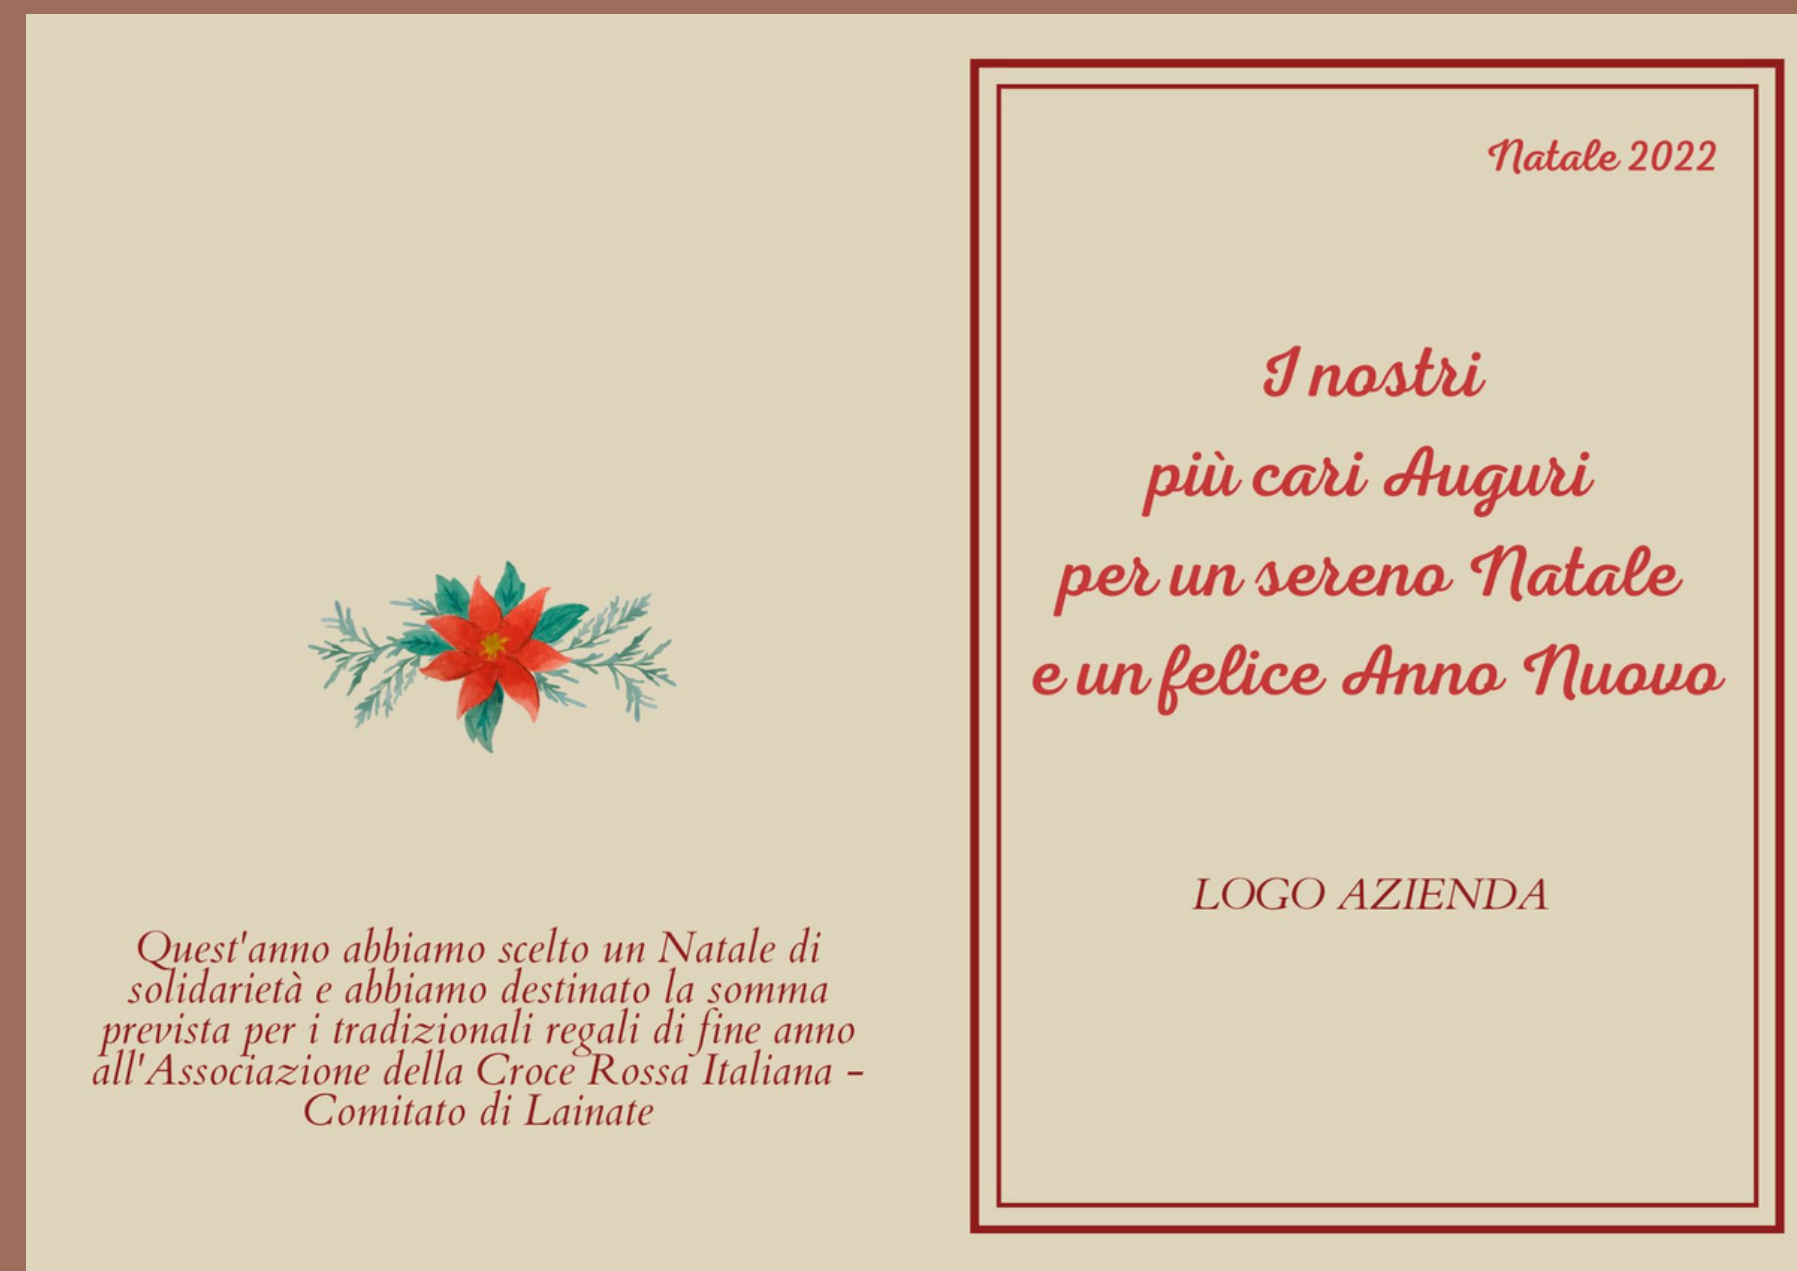 Quest'anno abbiamo scelto un Natale di
solidarietà e abbiamo destinato la somma
prevista per i tradizionali regali di fine anno
all'Associazione della Croce Rossa Italiana -
Comitato di Lainate
Natale 2022
I nostri
più cari Auguri
per un sereno Natale
e un felice Anno Nuovo
LOGO AZIENDA